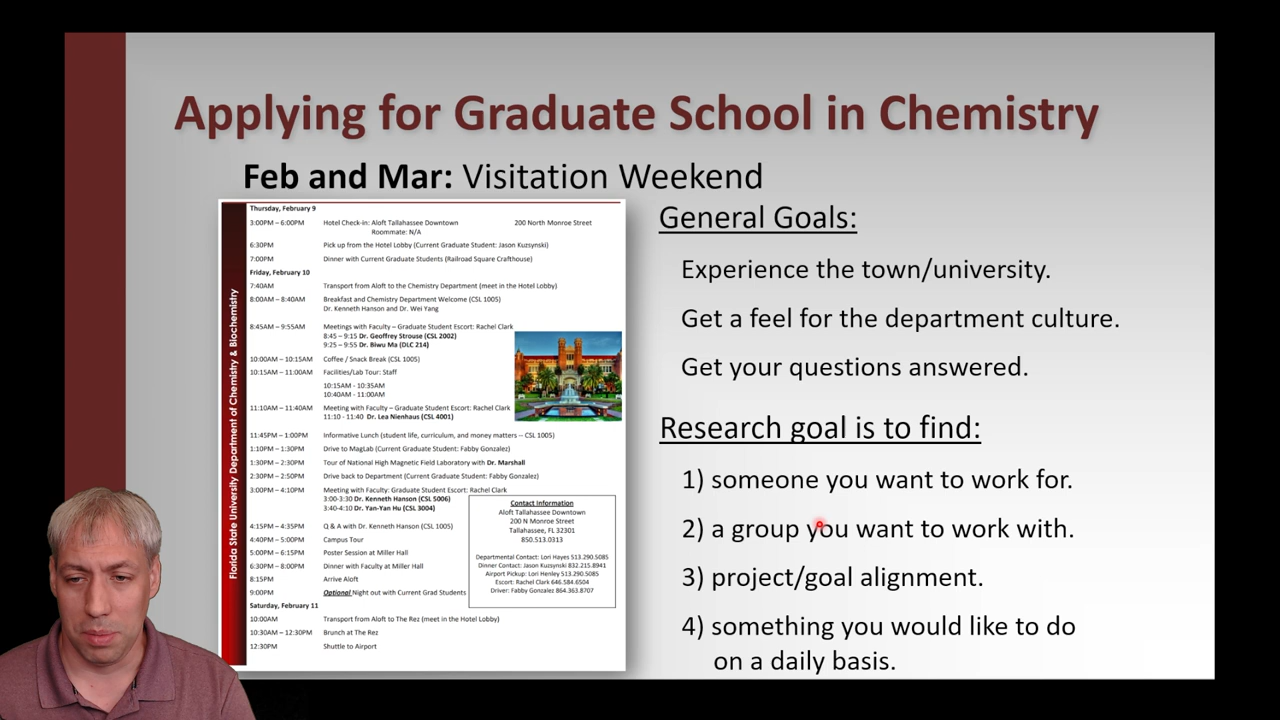 Applying for Graduate School in Chemistry
Feb and Mar: Visitation Weekend
Florida State University Department of Chemistry & Biochemistry
Thursday, February 9
3:00PM – 6:00PM Hotel Check-in: Aloft Tallahassee Downtown 200 North Monroe Street
Roommate: N/A
6:30PM Pick up from the Hotel Lobby (Current Graduate Student: Jason Kuzsynski)
7:00PM Dinner with Current Graduate Students (Railroad Square Crafthouse)
Friday, February 10
7:40AM Transport from Aloft to the Chemistry Department (meet in the Hotel Lobby)
8:00AM – 8:40AM Breakfast and Chemistry Department Welcome (CSL 1005)
Dr. Kenneth Hanson and Dr. Wei Yang
8:45AM – 9:55AM Meetings with Faculty – Graduate Student Escort: Rachel Clark
8:45 – 9:15 Dr. Geoffrey Strouse (CSL 2002)
9:25 – 9:55 Dr. Biwu Ma (DLC 214)
10:00AM – 10:15AM Coffee / Snack Break (CSL 1005)
10:15AM – 11:00AM Facilities/Lab Tour: Staff
10:15AM - 10:35AM
10:40AM - 11:00AM
11:10AM – 11:40AM Meeting with Faculty – Graduate Student Escort: Rachel Clark
11:10 - 11:40 Dr. Lea Nienhaus (CSL 4001)
11:45PM – 1:00PM Informative Lunch (student life, curriculum, and money matters -- CSL 1005)
1:10PM – 1:30PM Drive to MagLab (Current Graduate Student: Fabby Gonzalez)
1:30PM – 2:30PM Tour of National High Magnetic Field Laboratory with Dr. Marshall
2:30PM – 2:50PM Drive back to Department (Current Graduate Student: Fabby Gonzalez)
3:00PM – 4:10PM Meeting with Faculty: Graduate Student Escort: Rachel Clark
3:00-3:30 Dr. Kenneth Hanson (CSL 5006)
3:40-4:10 Dr. Yan-Yan Hu (CSL 3004)
4:15PM – 4:35PM Q & A with Dr. Kenneth Hanson (CSL 1005)
4:40PM – 5:00PM Campus Tour
5:00PM – 6:15PM Poster Session at Miller Hall
6:30PM – 8:00PM Dinner with Faculty at Miller Hall
8:15PM Arrive Aloft
9:00PM Optional Night out with Current Grad Students
Saturday, February 11
10:00AM Transport from Aloft to The Rez (meet in the Hotel Lobby)
10:30AM – 12:30PM Brunch at The Rez
12:30PM Shuttle to Airport
Contact Information
Aloft Tallahassee Downtown
200 N Monroe Street
Tallahassee, FL 32301
850.513.0313
Departmental Contact: Lori Hayes 513.290.5085
Dinner Contact: Jason Kuzsynski 832.215.8941
Airport Pickup: Lori Henley 513.290.5085
Escort: Rachel Clark 646.584.6504
Driver: Fabby Gonzalez 864.363.8707
General Goals:
Experience the town/university.
Get a feel for the department culture.
Get your questions answered.
Research goal is to find:
1) someone you want to work for.
2) a group you want to work with.
3) project/goal alignment.
4) something you would like to do
on a daily basis.